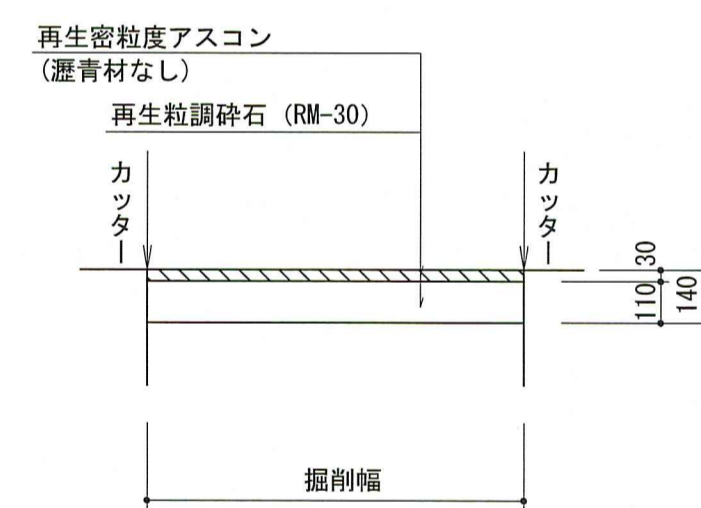 再生密粒度アスコン
(瀝青材なし)
再生粒調砕石 (RM-30)
カッター
カッター
30
110
140
掘削幅